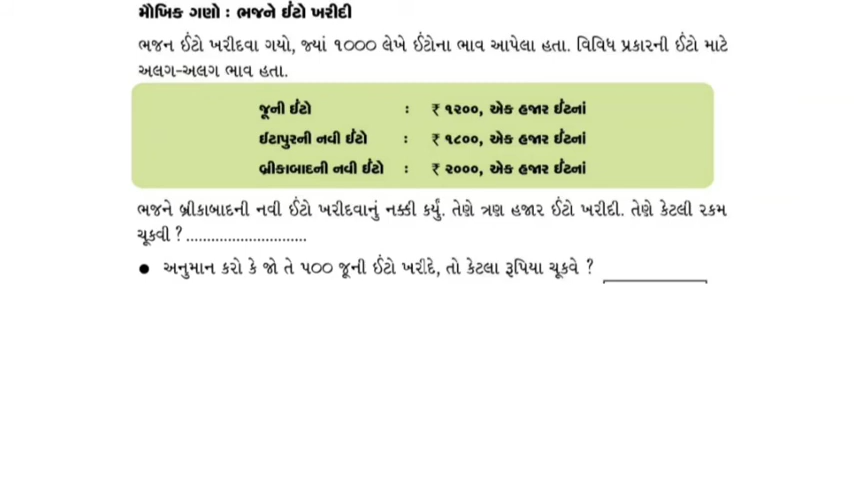 મૌખિક ગણો : ભજને ઈંટો ખરીદી
ભજન ઈંટો ખરીદવા ગયો, જ્યાં ૧૦૦૦ લેખે ઈંટોના ભાવ આપેલા હતા. વિવિધ પ્રકારની ઈંટો માટે
અલગ-અલગ ભાવ હતા.
જૂની ઈંટો : ₹ ૧૨૦૦, એક હજાર ઈંટનાં
ઈંટાપુરની નવી ઈંટો : ₹ ૧૮૦૦, એક હજાર ઈંટનાં
બ્રીકાબાદની નવી ઈંટો : ₹ ૨૦૦૦, એક હજાર ઈંટનાં
ભજને બ્રીકાબાદની નવી ઈંટો ખરીદવાનું નક્કી કર્યું. તેણે ત્રણ હજાર ઈંટો ખરીદી. તેણે કેટલી રકમ
ચૂકવી ?.............................
● અનુમાન કરો કે જો તે ૫૦૦ જૂની ઈંટો ખરીદે, તો કેટલા રૂપિયા ચૂકવે ?